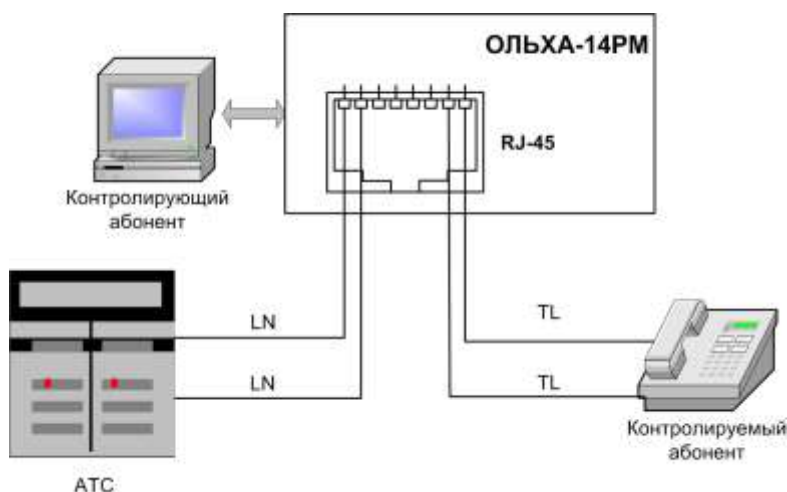 ОЛЬХА-14РМ
RJ-45
Контролирующий
абонент
LN
TL
LN
TL
Контролируемый
абонент
АТС